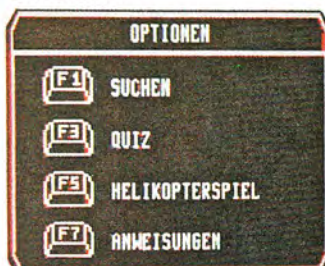 OPTIONEN
F1 SUCHEN
F3 QUIZ
F5 HELIKOPTERSPIEL
F7 ANWEISUNGEN